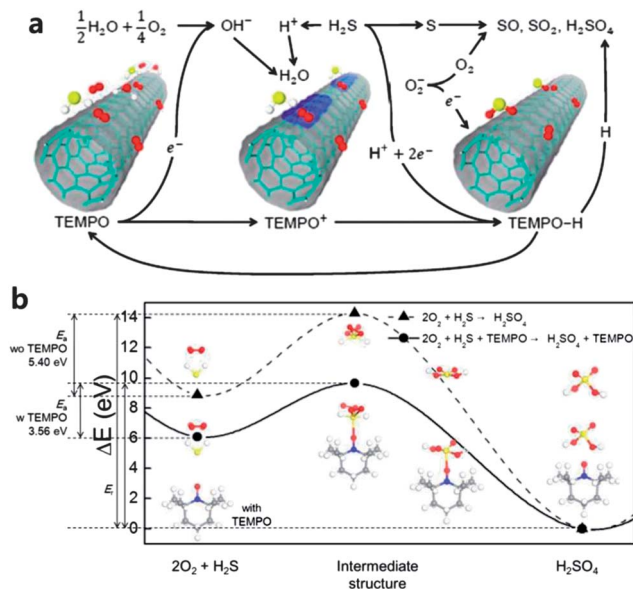 a
1/2 H₂O + 1/4 O₂
OH⁻
H⁺
H₂S
S
SO, SO₂, H₂SO₄
H₂O
O₂
O₂⁻
e⁻
e⁻
H⁺ + 2e⁻
H
TEMPO
TEMPO⁺
TEMPO–H
b
14
12
10
8
6
4
2
0
ΔE (eV)
Eₐ
wo TEMPO
5.40 eV
Eₐ
w TEMPO
3.56 eV
Eᵣ
2O₂ + H₂S → H₂SO₄
2O₂ + H₂S + TEMPO → H₂SO₄ + TEMPO
with
TEMPO
2O₂ + H₂S
Intermediate
structure
H₂SO₄